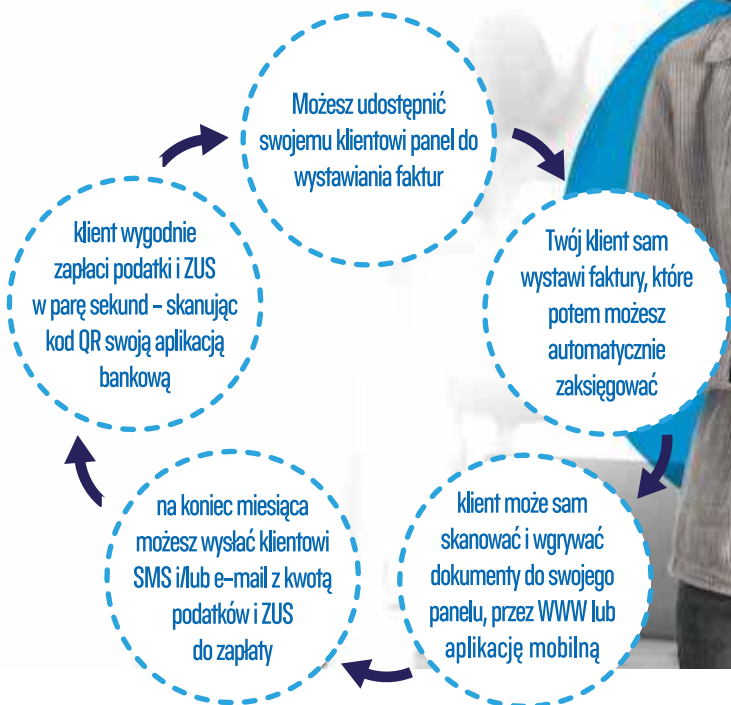 Możesz udostępnić
swojemu klientowi panel do
wystawiania faktur
Twój klient sam
wystawi faktury, które
potem możesz
automatycznie
zaksięgować
klient może sam
skanować i wgrywać
dokumenty do swojego
panelu, przez WWW lub
aplikację mobilną
na koniec miesiąca
możesz wysłać klientowi
SMS i/lub e-mail z kwotą
podatków i ZUS
do zapłaty
klient wygodnie
zapłaci podatki i ZUS
w parę sekund – skanując
kod QR swoją aplikacją
bankową